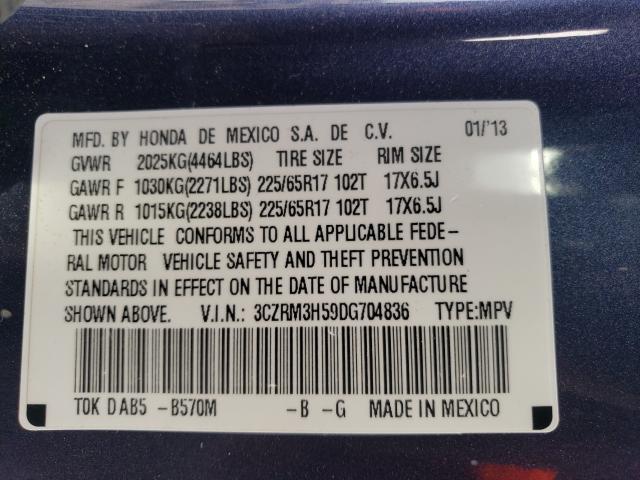 MFD. BY HONDA DE MEXICO S.A. DE C.V. 01/'13
GVWR 2025KG(4464LBS) TIRE SIZE RIM SIZE
GAWR F 1030KG(2271LBS) 225/65R17 102T 17X6.5J
GAWR R 1015KG(2238LBS) 225/65R17 102T 17X6.5J
THIS VEHICLE CONFORMS TO ALL APPLICABLE FEDE-
RAL MOTOR VEHICLE SAFETY AND THEFT PREVENTION
STANDARDS IN EFFECT ON THE DATE OF MANUFACTURE
SHOWN ABOVE. V.I.N.: 3CZRM3H59DG704836 TYPE:MPV
T0K DAB5 -B570M -B -G MADE IN MEXICO